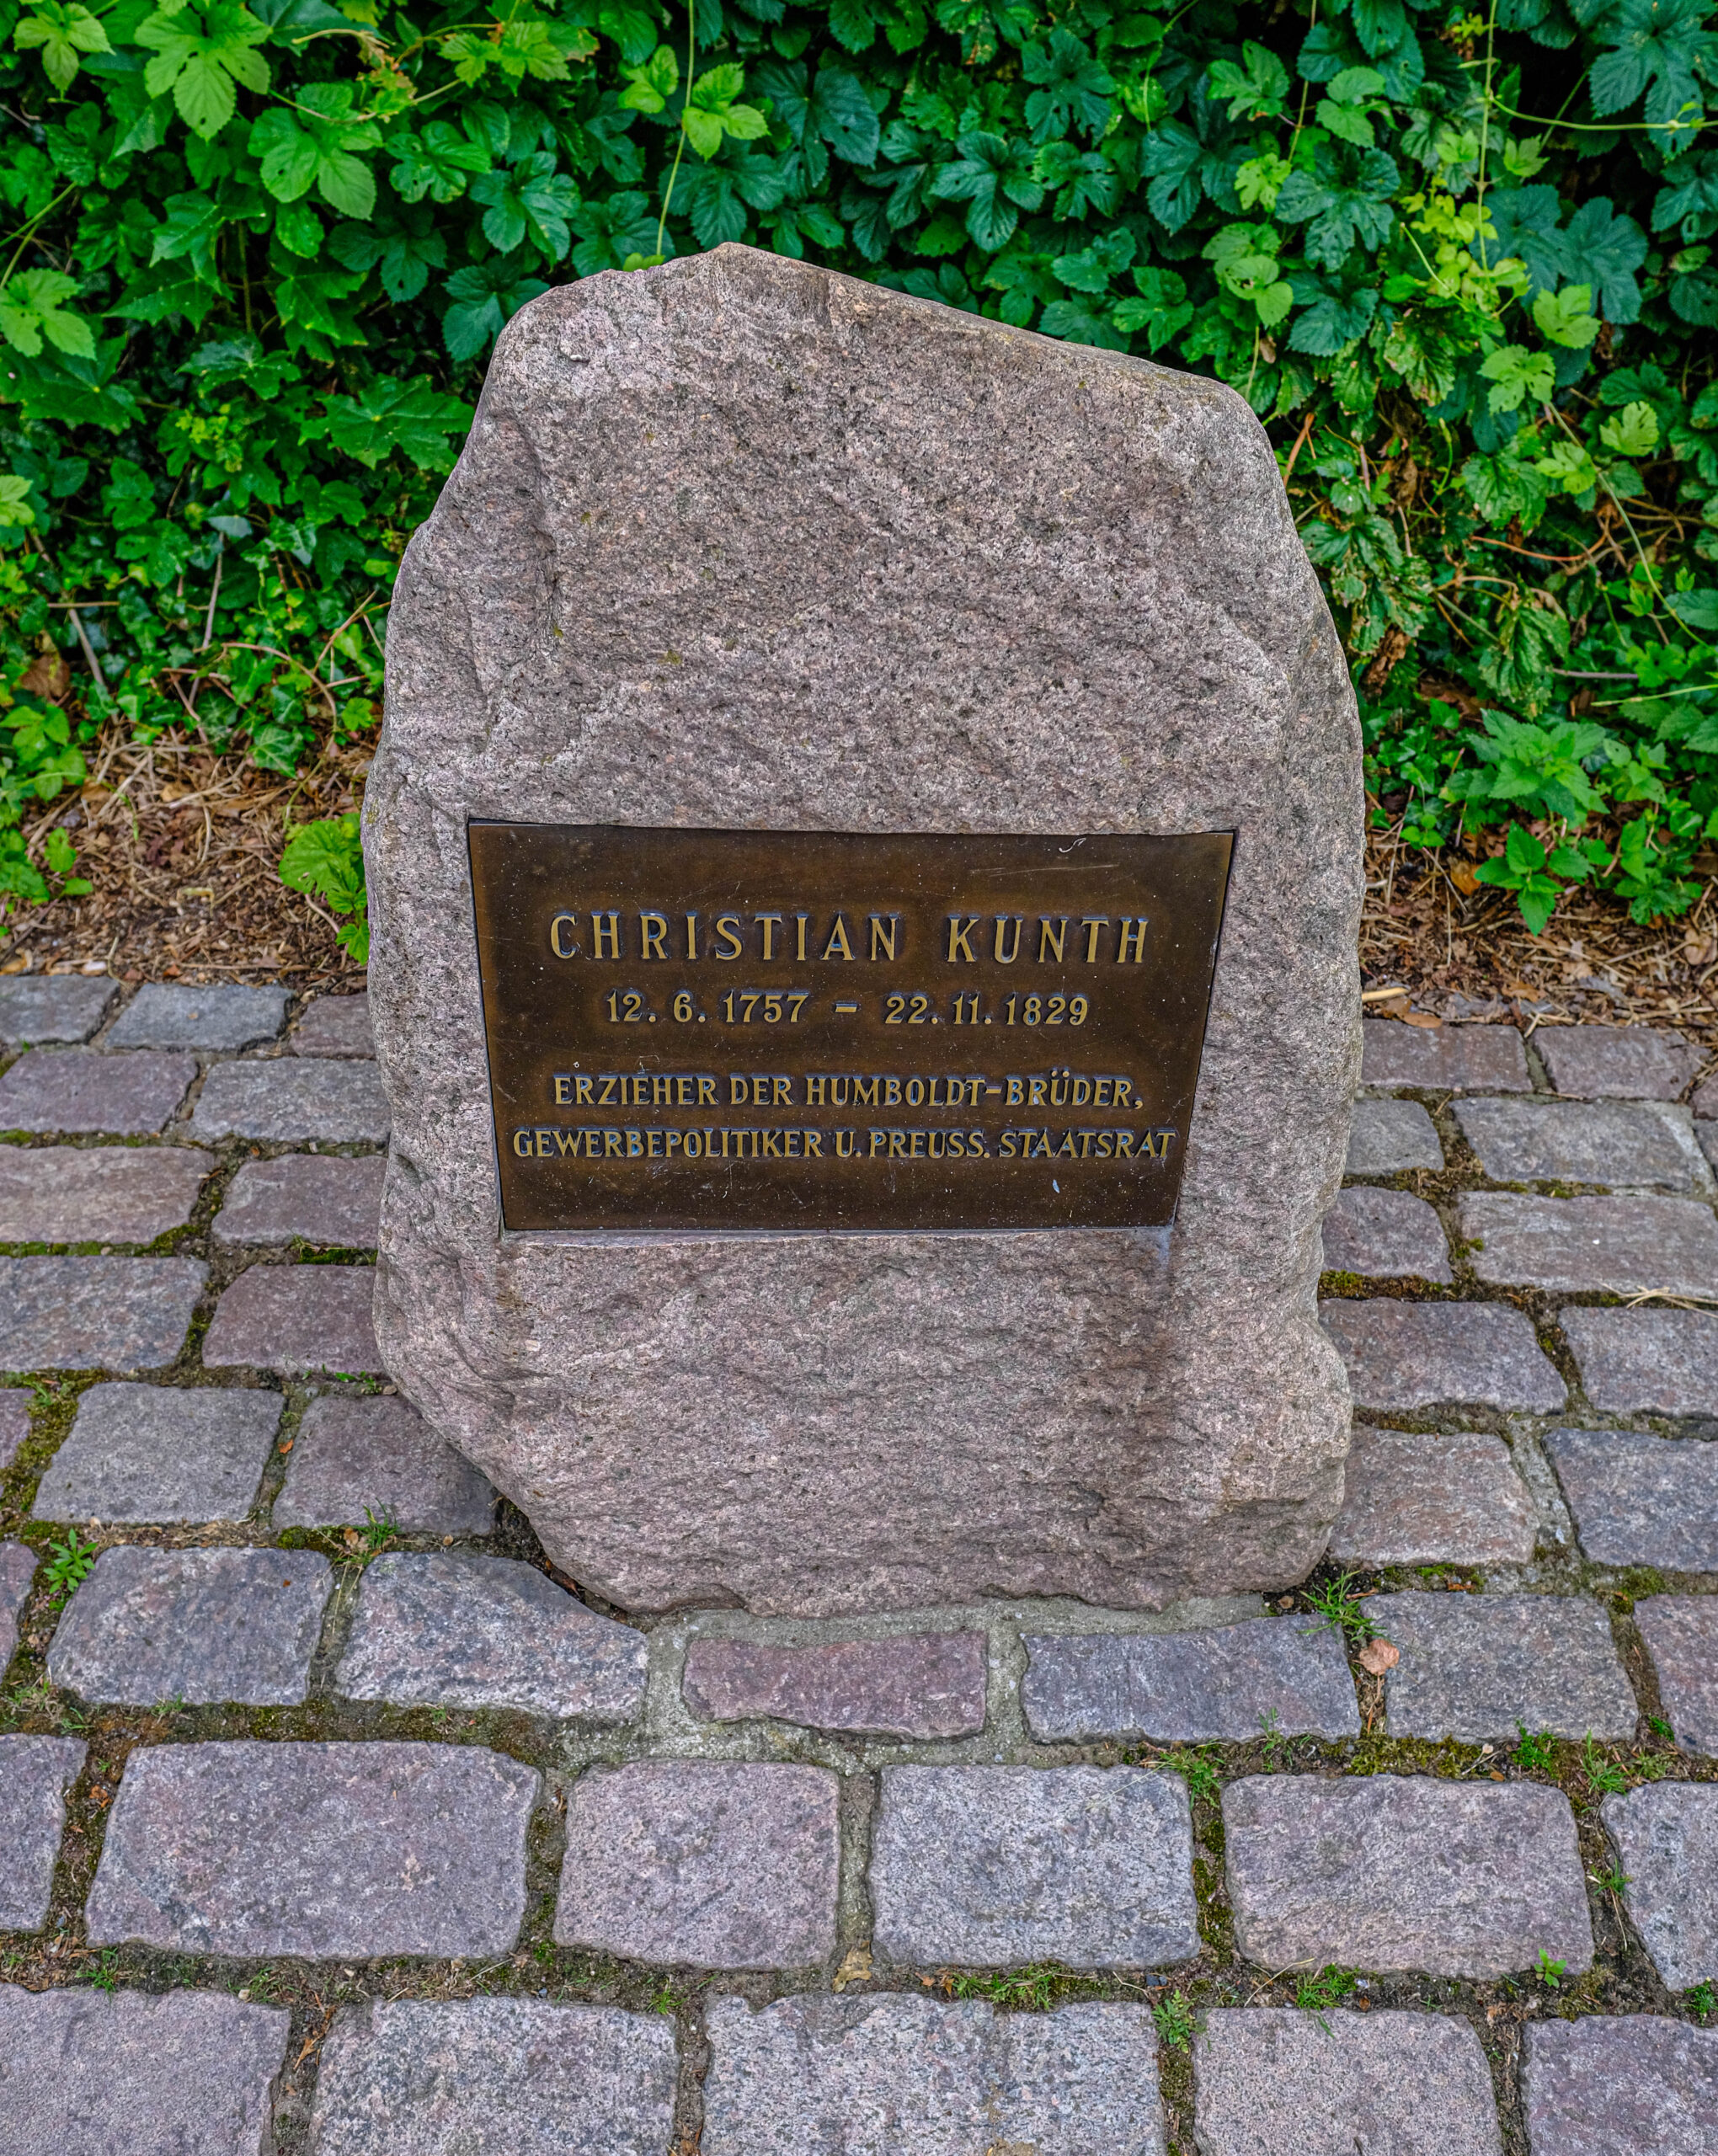 CHRISTIAN KUNTH
12. 6. 1757 – 22. 11. 1829
ERZIEHER DER HUMBOLDT-BRÜDER,
GEWERBEPOLITIKER U. PREUSS. STAATSRAT